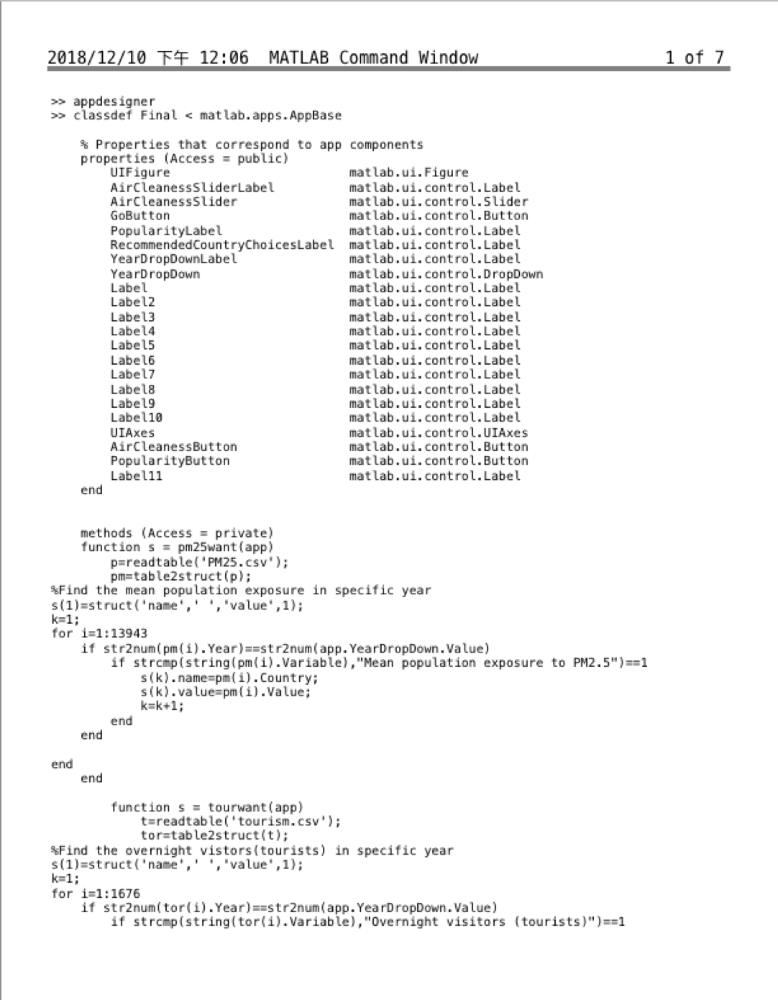 2018/12/10 下午 12:06  MATLAB Command Window  1 of 7
>> appdesigner
>> classdef Final < matlab.apps.AppBase
    % Properties that correspond to app components
    properties (Access = public)
        UIFigure                        matlab.ui.Figure
        AirCleanessSliderLabel          matlab.ui.control.Label
        AirCleanessSlider               matlab.ui.control.Slider
        GoButton                        matlab.ui.control.Button
        PopularityLabel                 matlab.ui.control.Label
        RecommendedCountryChoicesLabel  matlab.ui.control.Label
        YearDropDownLabel               matlab.ui.control.Label
        YearDropDown                    matlab.ui.control.DropDown
        Label                           matlab.ui.control.Label
        Label2                          matlab.ui.control.Label
        Label3                          matlab.ui.control.Label
        Label4                          matlab.ui.control.Label
        Label5                          matlab.ui.control.Label
        Label6                          matlab.ui.control.Label
        Label7                          matlab.ui.control.Label
        Label8                          matlab.ui.control.Label
        Label9                          matlab.ui.control.Label
        Label10                         matlab.ui.control.Label
        UIAxes                          matlab.ui.control.UIAxes
        AirCleanessButton               matlab.ui.control.Button
        PopularityButton                matlab.ui.control.Button
        Label11                         matlab.ui.control.Label
    end
    methods (Access = private)
    function s = pm25want(app)
        p=readtable('PM25.csv');
        pm=table2struct(p);
%Find the mean population exposure in specific year
s(1)=struct('name',' ','value',1);
k=1;
for i=1:13943
    if str2num(pm(i).Year)==str2num(app.YearDropDown.Value)
        if strcmp(string(pm(i).Variable),"Mean population exposure to PM2.5")==1
            s(k).name=pm(i).Country;
            s(k).value=pm(i).Value;
            k=k+1;
        end
    end
end
    end
        function s = tourwant(app)
            t=readtable('tourism.csv');
            tor=table2struct(t);
%Find the overnight vistors(tourists) in specific year
s(1)=struct('name',' ','value',1);
k=1;
for i=1:1676
    if str2num(tor(i).Year)==str2num(app.YearDropDown.Value)
        if strcmp(string(tor(i).Variable),"Overnight visitors (tourists)")==1